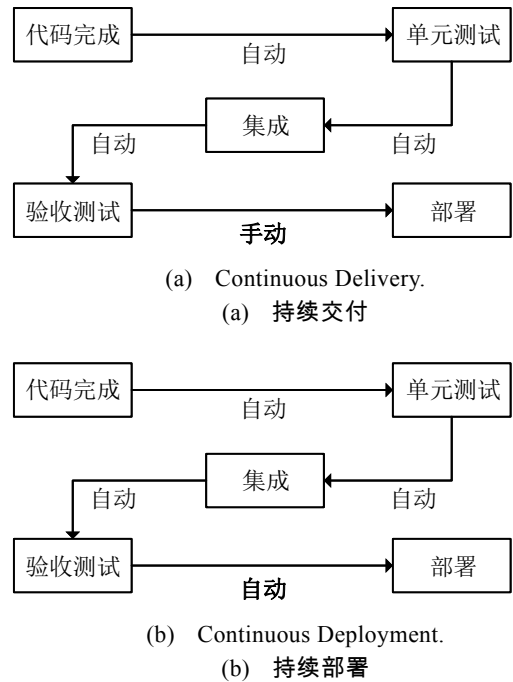 代码完成
自动
单元测试
集成
自动
自动
验收测试
手动
部署
(a) Continuous Delivery.
(a) 持续交付
代码完成
自动
单元测试
集成
自动
自动
验收测试
自动
部署
(b) Continuous Deployment.
(b) 持续部署